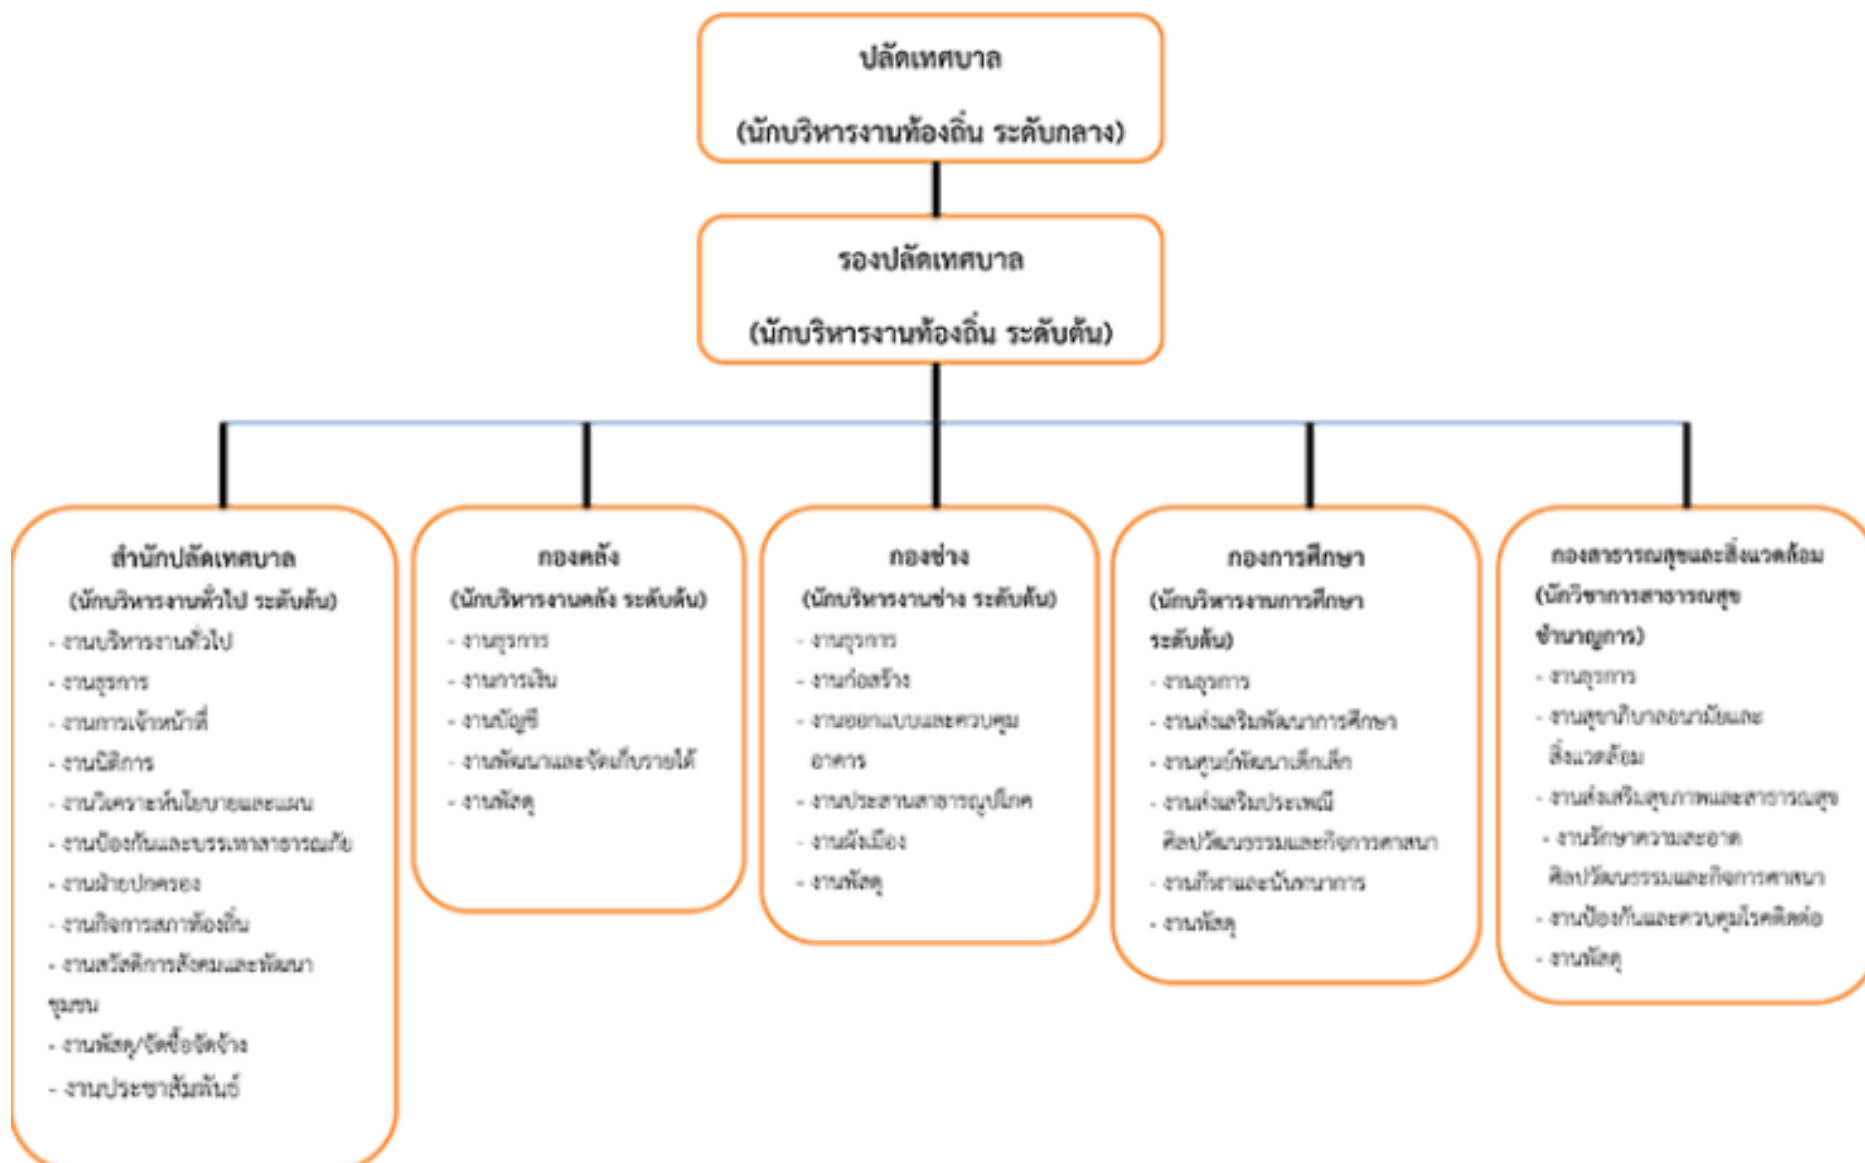 ปลัดเทศบาล
(นักบริหารงานท้องถิ่น ระดับกลาง)
รองปลัดเทศบาล
(นักบริหารงานท้องถิ่น ระดับต้น)
สำนักปลัดเทศบาล
(นักบริหารงานทั่วไป ระดับต้น)
- งานบริหารงานทั่วไป
- งานธุรการ
- งานการเจ้าหน้าที่
- งานนิติการ
- งานวิเคราะห์นโยบายและแผน
- งานป้องกันและบรรเทาสาธารณภัย
- งานฝ่ายปกครอง
- งานกิจการสภาท้องถิ่น
- งานสวัสดิการสังคมและพัฒนา
ชุมชน
- งานพัสดุ/จัดซื้อจัดจ้าง
- งานประชาสัมพันธ์
กองคลัง
(นักบริหารงานคลัง ระดับต้น)
- งานธุรการ
- งานการเงิน
- งานบัญชี
- งานพัฒนาและจัดเก็บรายได้
- งานพัสดุ
กองช่าง
(นักบริหารงานช่าง ระดับต้น)
- งานธุรการ
- งานก่อสร้าง
- งานออกแบบและควบคุม
อาคาร
- งานประสานสาธารณูปโภค
- งานผังเมือง
- งานพัสดุ
กองการศึกษา
(นักบริหารงานการศึกษา
ระดับต้น)
- งานธุรการ
- งานส่งเสริมพัฒนาการศึกษา
- งานศูนย์พัฒนาเด็กเล็ก
- งานส่งเสริมประเพณี
ศิลปวัฒนธรรมและกิจการศาสนา
- งานกีฬาและนันทนาการ
- งานพัสดุ
กองสาธารณสุขและสิ่งแวดล้อม
(นักวิชาการสาธารณสุข
ชำนาญการ)
- งานธุรการ
- งานสุขาภิบาลอนามัยและ
สิ่งแวดล้อม
- งานส่งเสริมสุขภาพและสาธารณสุข
- งานรักษาความสะอาด
ศิลปวัฒนธรรมและกิจการศาสนา
- งานป้องกันและควบคุมโรคติดต่อ
- งานพัสดุ